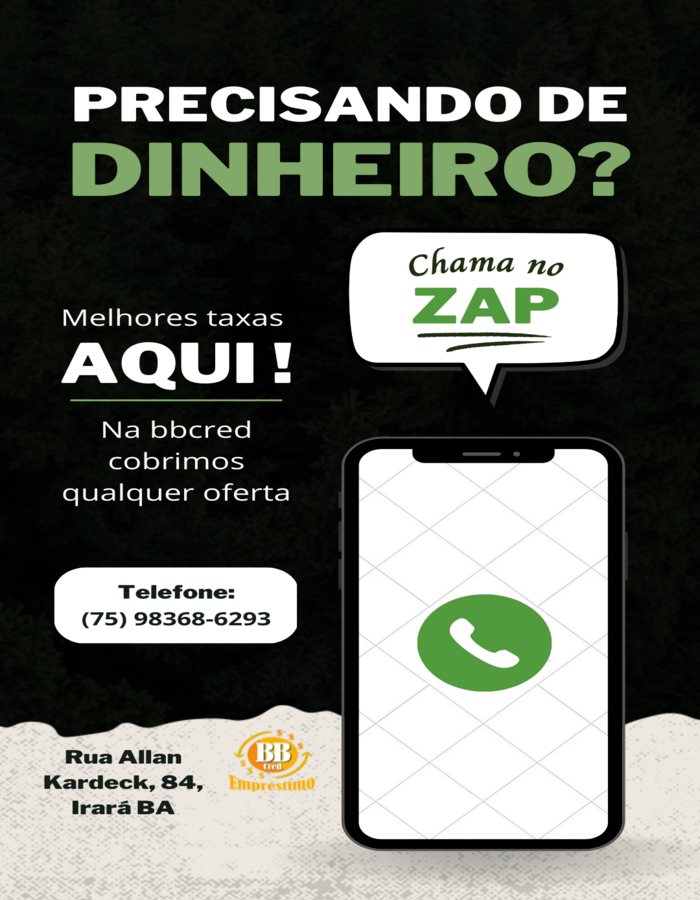 PRECISANDO DE
DINHEIRO?
Chama no
ZAP
Melhores taxas
AQUI !
Na bbcred
cobrimos
qualquer oferta
Telefone:
(75) 98368-6293
Rua Allan
Kardeck, 84,
Irará BA
BB
Cred
Empréstimo